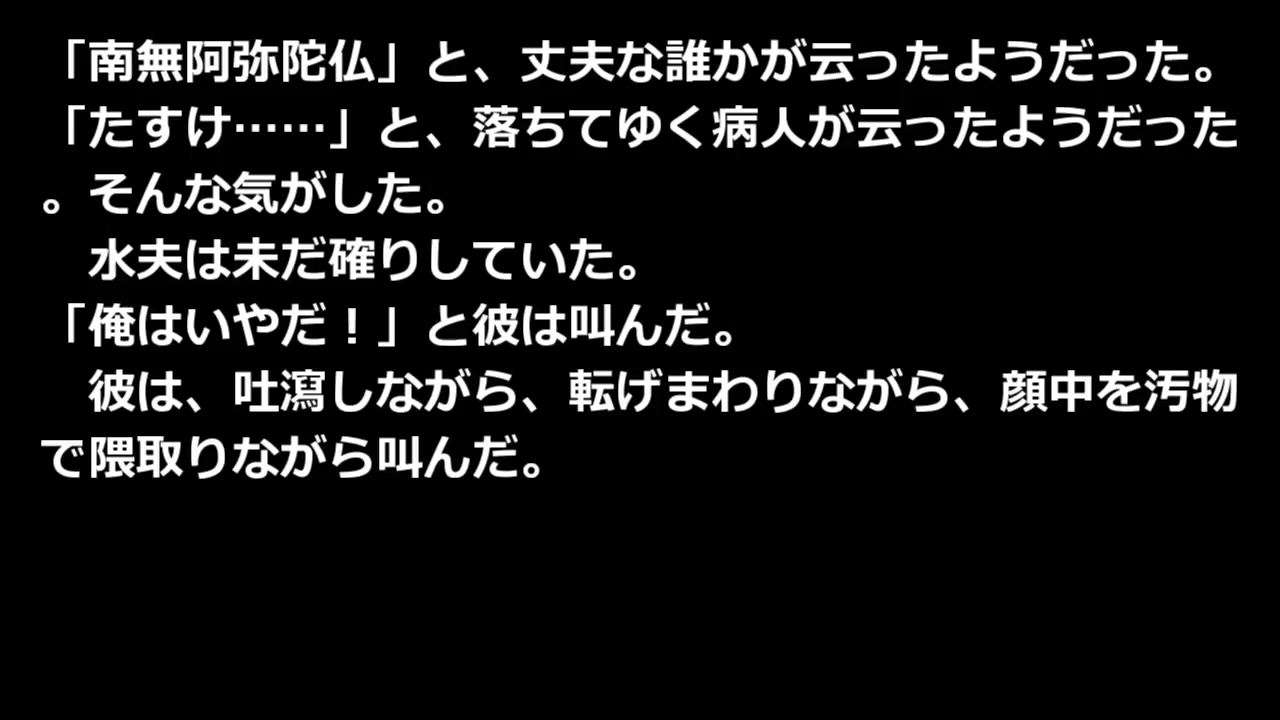 「南無阿弥陀仏」と、丈夫な誰かが云ったようだった。
「たすけ……」と、落ちてゆく病人が云ったようだった
。そんな気がした。
　水夫は未だ確りしていた。
「俺はいやだ！」と彼は叫んだ。
　彼は、吐瀉しながら、転げまわりながら、顔中を汚物
で隈取りながら叫んだ。